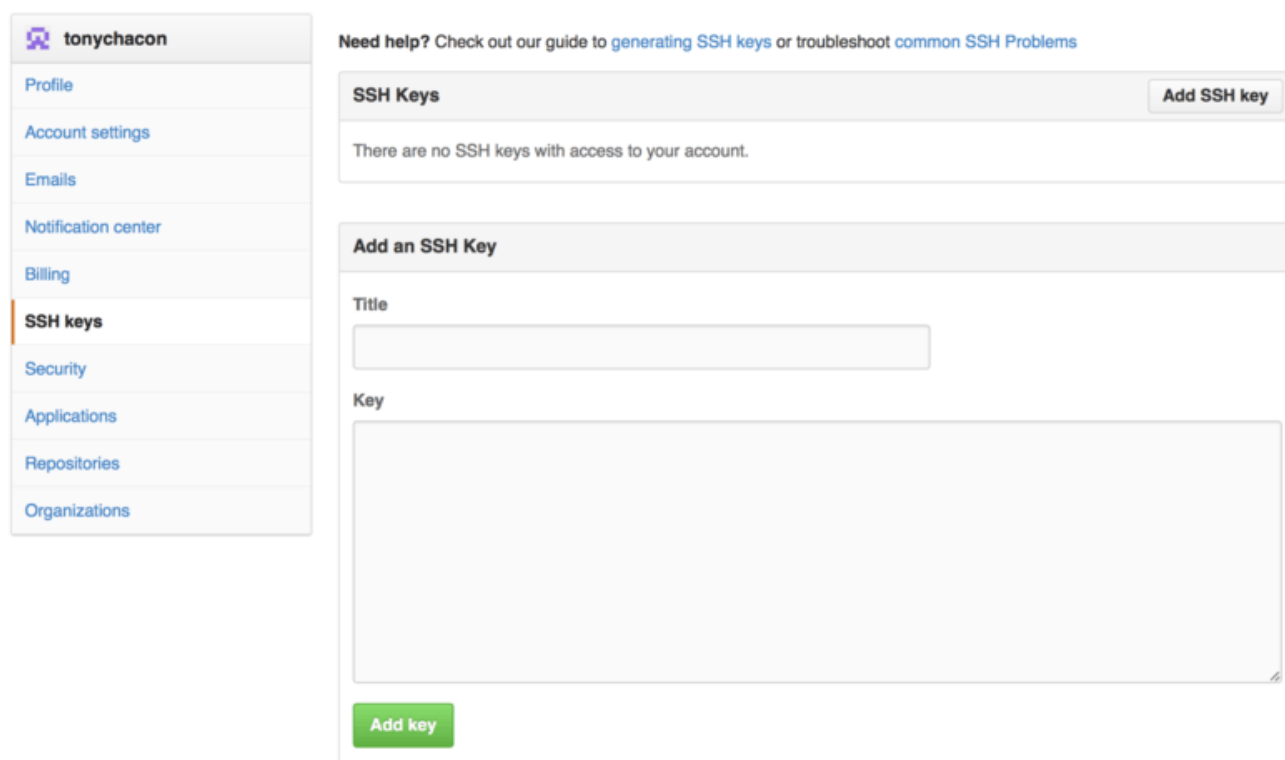 tonychacon
Profile
Account settings
Emails
Notification center
Billing
SSH keys
Security
Applications
Repositories
Organizations
Need help? Check out our guide to generating SSH keys or troubleshoot common SSH Problems
SSH Keys
Add SSH key
There are no SSH keys with access to your account.
Add an SSH Key
Title
Key
Add key